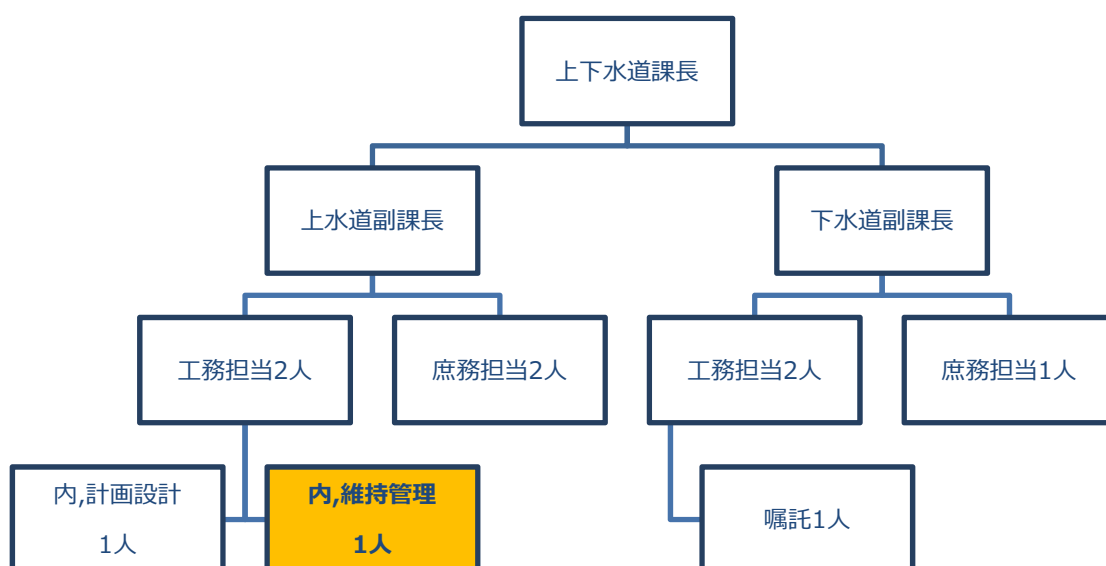 上下水道課長
上水道副課長
下水道副課長
工務担当2人
庶務担当2人
工務担当2人
庶務担当1人
内,計画設計
1人
内,維持管理
1人
嘱託1人